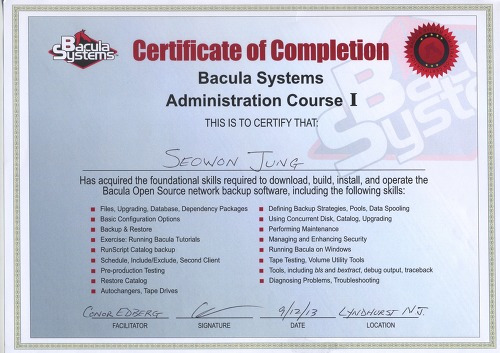 Bacula
Systems
Certificate of Completion
Bacula Systems
Administration Course I
THIS IS TO CERTIFY THAT:
SEOWON JUNG
Has acquired the foundational skills required to download, build, install, and operate the
Bacula Open Source network backup software, including the following skills:
Files, Upgrading, Database, Dependency Packages
Basic Configuration Options
Backup & Restore
Exercise: Running Bacula Tutorials
RunScript Catalog backup
Schedule, Include/Exclude, Second Client
Pre-production Testing
Restore Catalog
Autochangers, Tape Drives
Defining Backup Strategies, Pools, Data Spooling
Using Concurrent Disk, Catalog, Upgrading
Performing Maintenance
Managing and Enhancing Security
Running Bacula on Windows
Tape Testing, Volume Utility Tools
Tools, including bls and bextract, debug output, traceback
Diagnosing Problems, Troubleshooting
CONOR EDBERG 9/12/13 LYNDHURST N.J.
FACILITATOR SIGNATURE DATE LOCATION